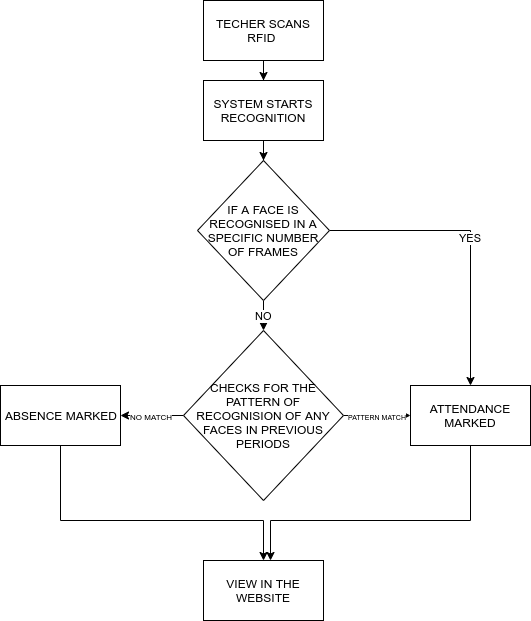 TECHER SCANS
RFID
SYSTEM STARTS
RECOGNITION
IF A FACE IS
RECOGNISED IN A
SPECIFIC NUMBER
OF FRAMES
YES
NO
CHECKS FOR THE
PATTERN OF
RECOGNISION OF ANY
FACES IN PREVIOUS
PERIODS
ABSENCE MARKED
NO MATCH
PATTERN MATCH
ATTENDANCE
MARKED
VIEW IN THE
WEBSITE